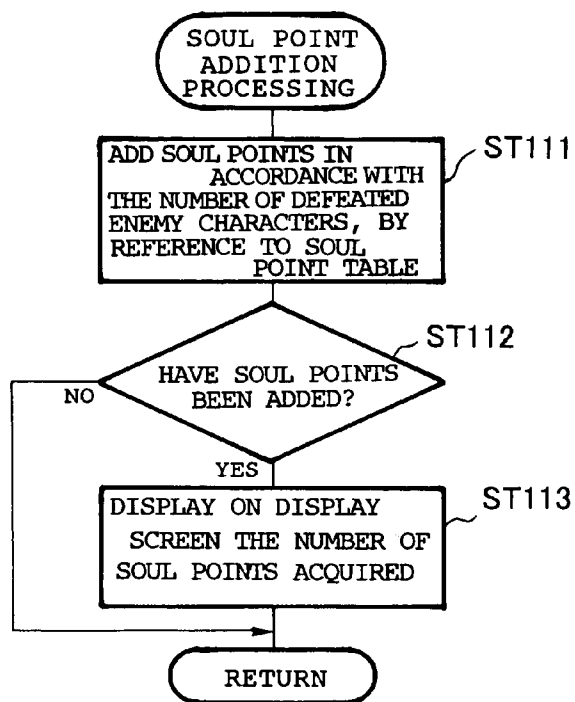 SOUL POINT
ADDITION
PROCESSING
ST111
ADD SOUL POINTS IN
ACCORDANCE WITH
THE NUMBER OF DEFEATED
ENEMY CHARACTERS, BY
REFERENCE TO SOUL
POINT TABLE
ST112
HAVE SOUL POINTS
BEEN ADDED?
NO
YES
ST113
DISPLAY ON DISPLAY
SCREEN THE NUMBER OF
SOUL POINTS ACQUIRED
RETURN